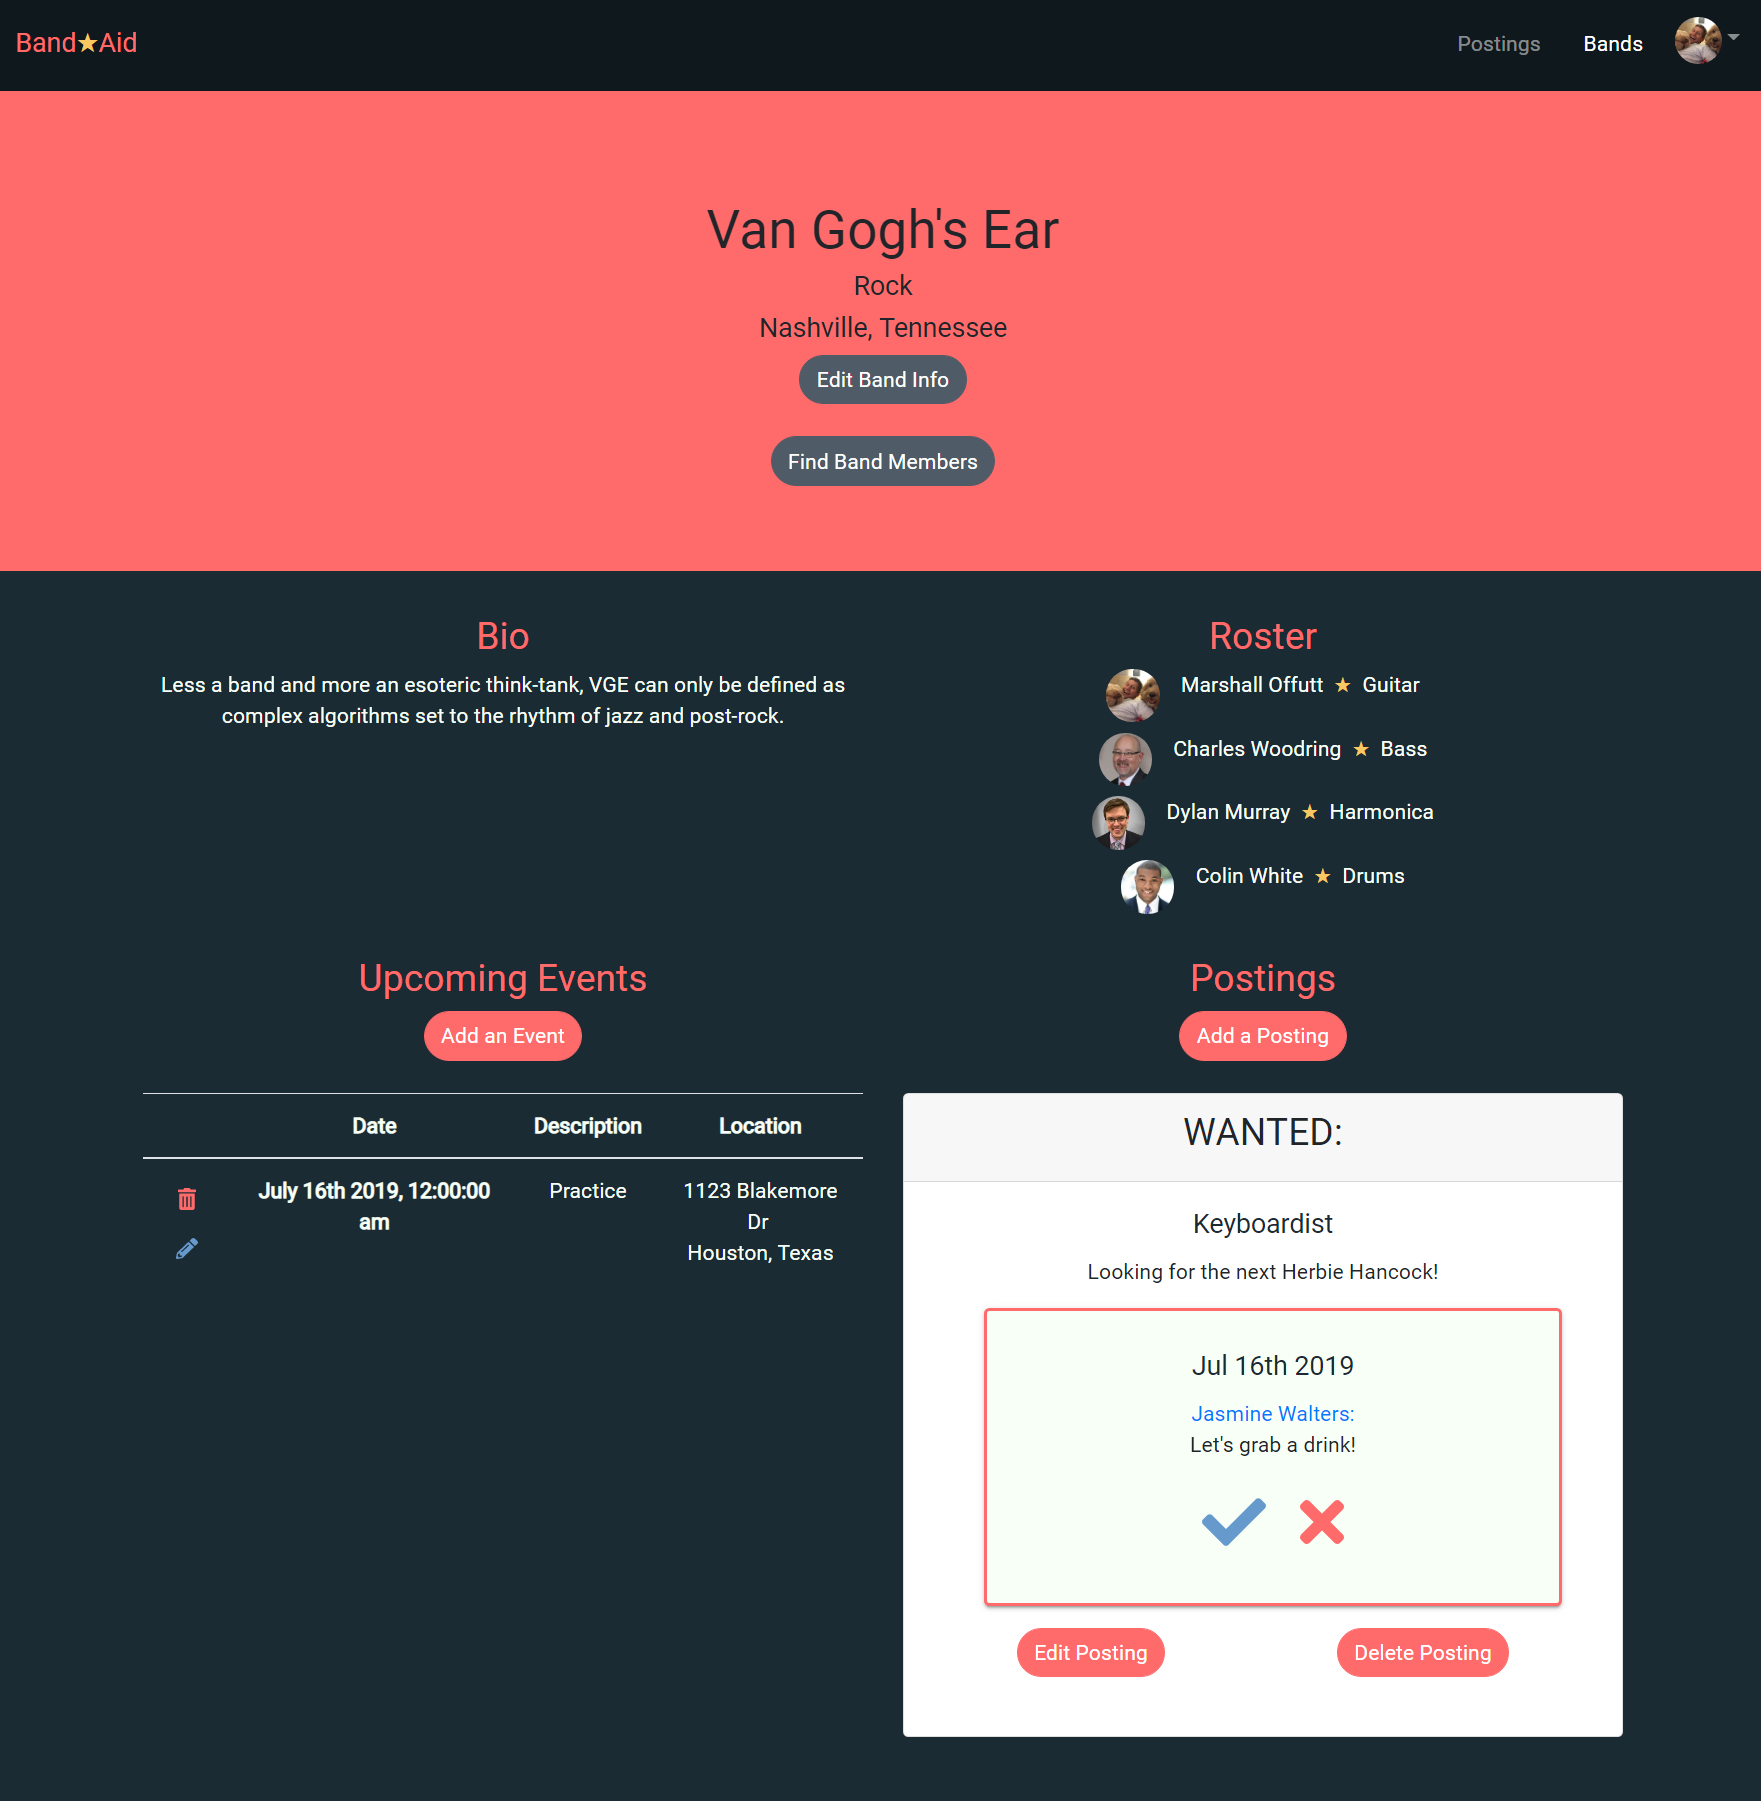 Band★Aid
Postings
Bands
Van Gogh's Ear
Rock
Nashville, Tennessee
Edit Band Info
Find Band Members
Bio
Less a band and more an esoteric think-tank, VGE can only be defined as
complex algorithms set to the rhythm of jazz and post-rock.
Roster
Marshall Offutt ★ Guitar
Charles Woodring ★ Bass
Dylan Murray ★ Harmonica
Colin White ★ Drums
Upcoming Events
Add an Event
Date Description Location
July 16th 2019, 12:00:00 Practice 1123 Blakemore
am Dr
Houston, Texas
Postings
Add a Posting
WANTED:
Keyboardist
Looking for the next Herbie Hancock!
Jul 16th 2019
Jasmine Walters:
Let's grab a drink!
Edit Posting
Delete Posting